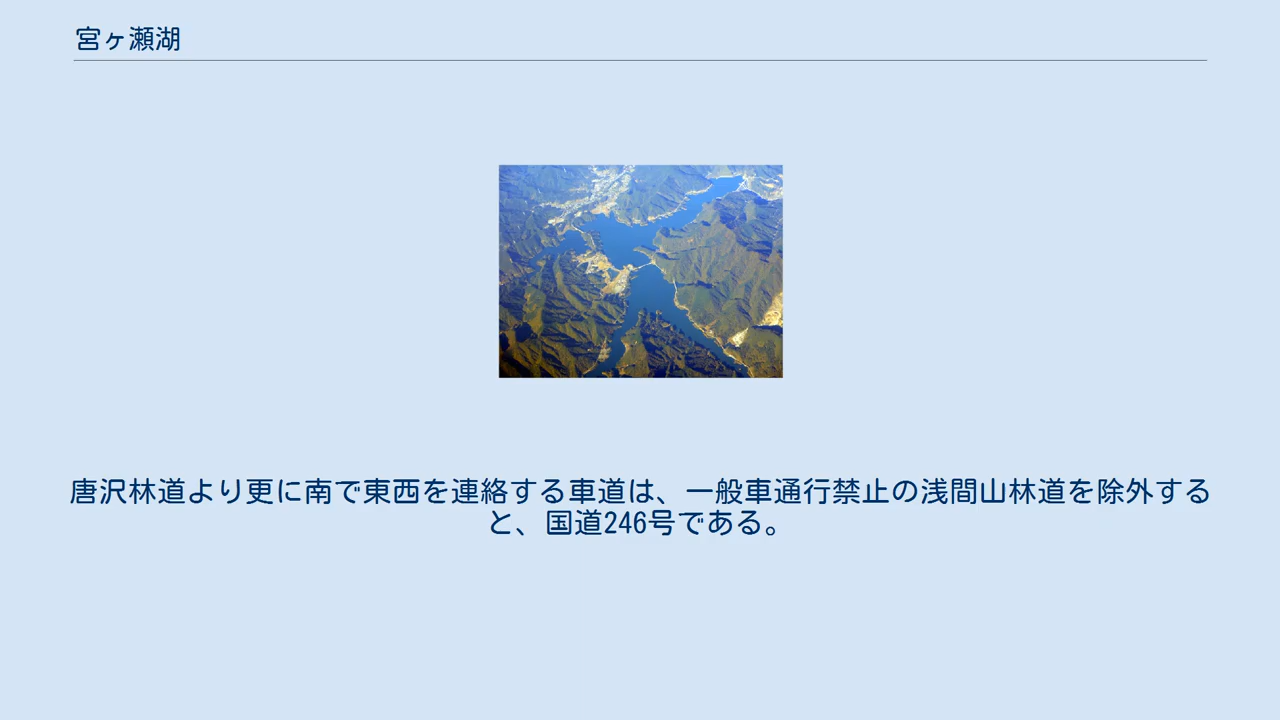 宮ヶ瀬湖
唐沢林道より更に南で東西を連絡する車道は、一般車通行禁止の浅間山林道を除外する
と、国道246号である。